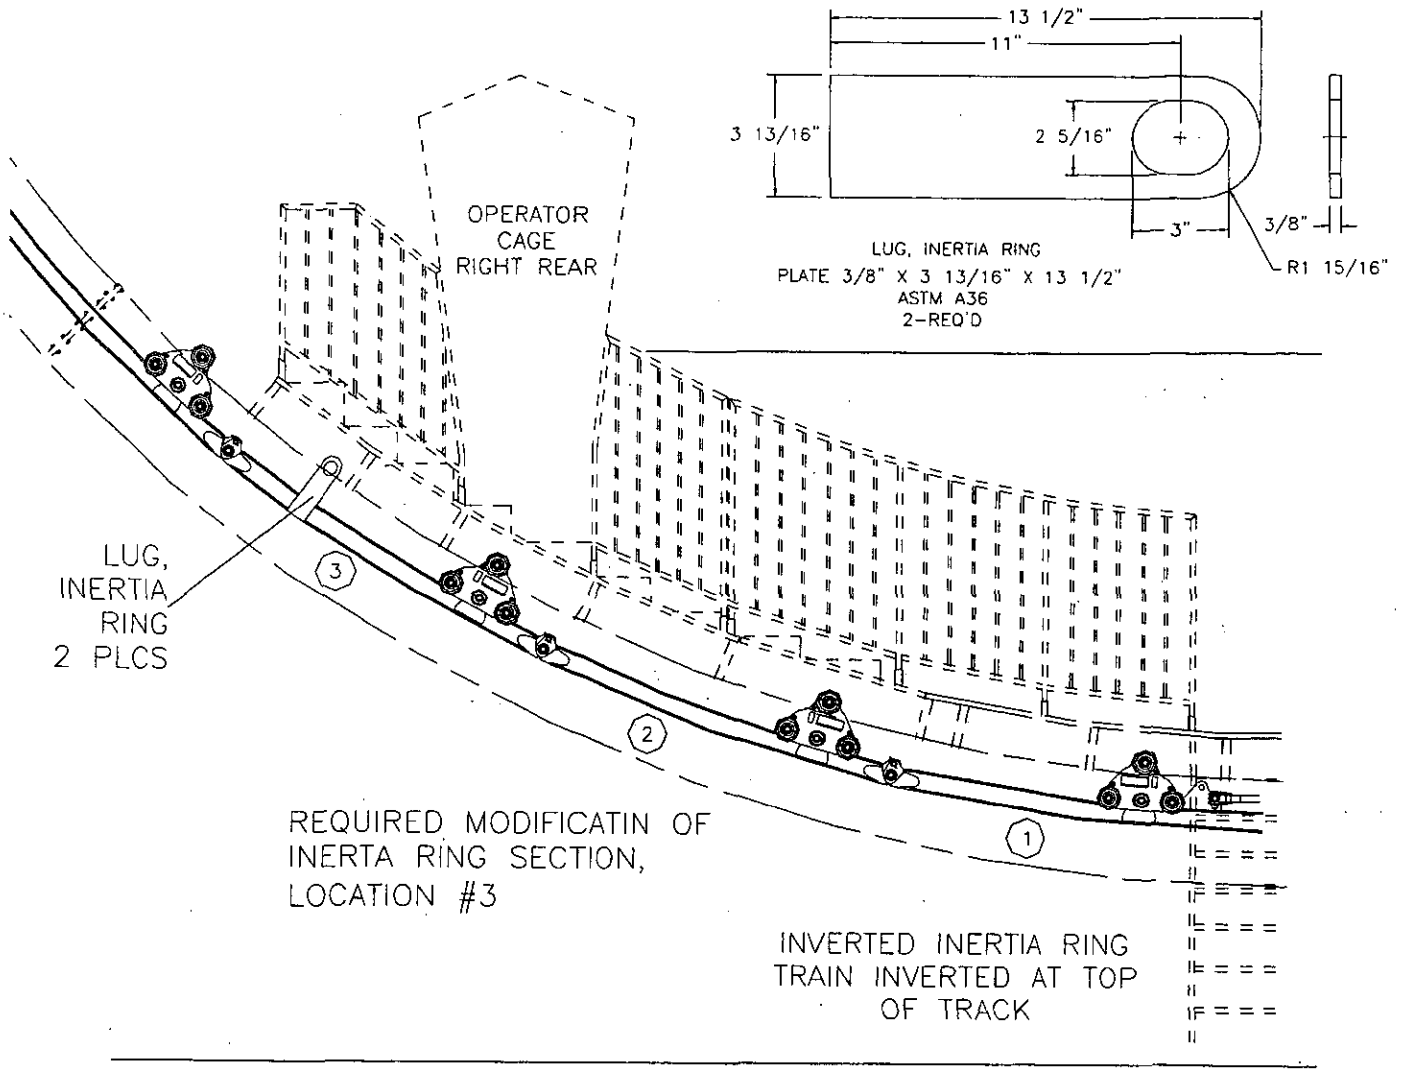 13 1/2"
11"
3 13/16"
2 5/16"
3"
3/8"
R1 15/16"
LUG, INERTIA RING
PLATE 3/8" X 3 13/16" X 13 1/2"
ASTM A36
2-REQ'D
OPERATOR
CAGE
RIGHT REAR
LUG,
INERTIA
RING
2 PLCS
3
2
1
REQUIRED MODIFICATIN OF
INERTA RING SECTION,
LOCATION #3
INVERTED INERTIA RING
TRAIN INVERTED AT TOP
OF TRACK